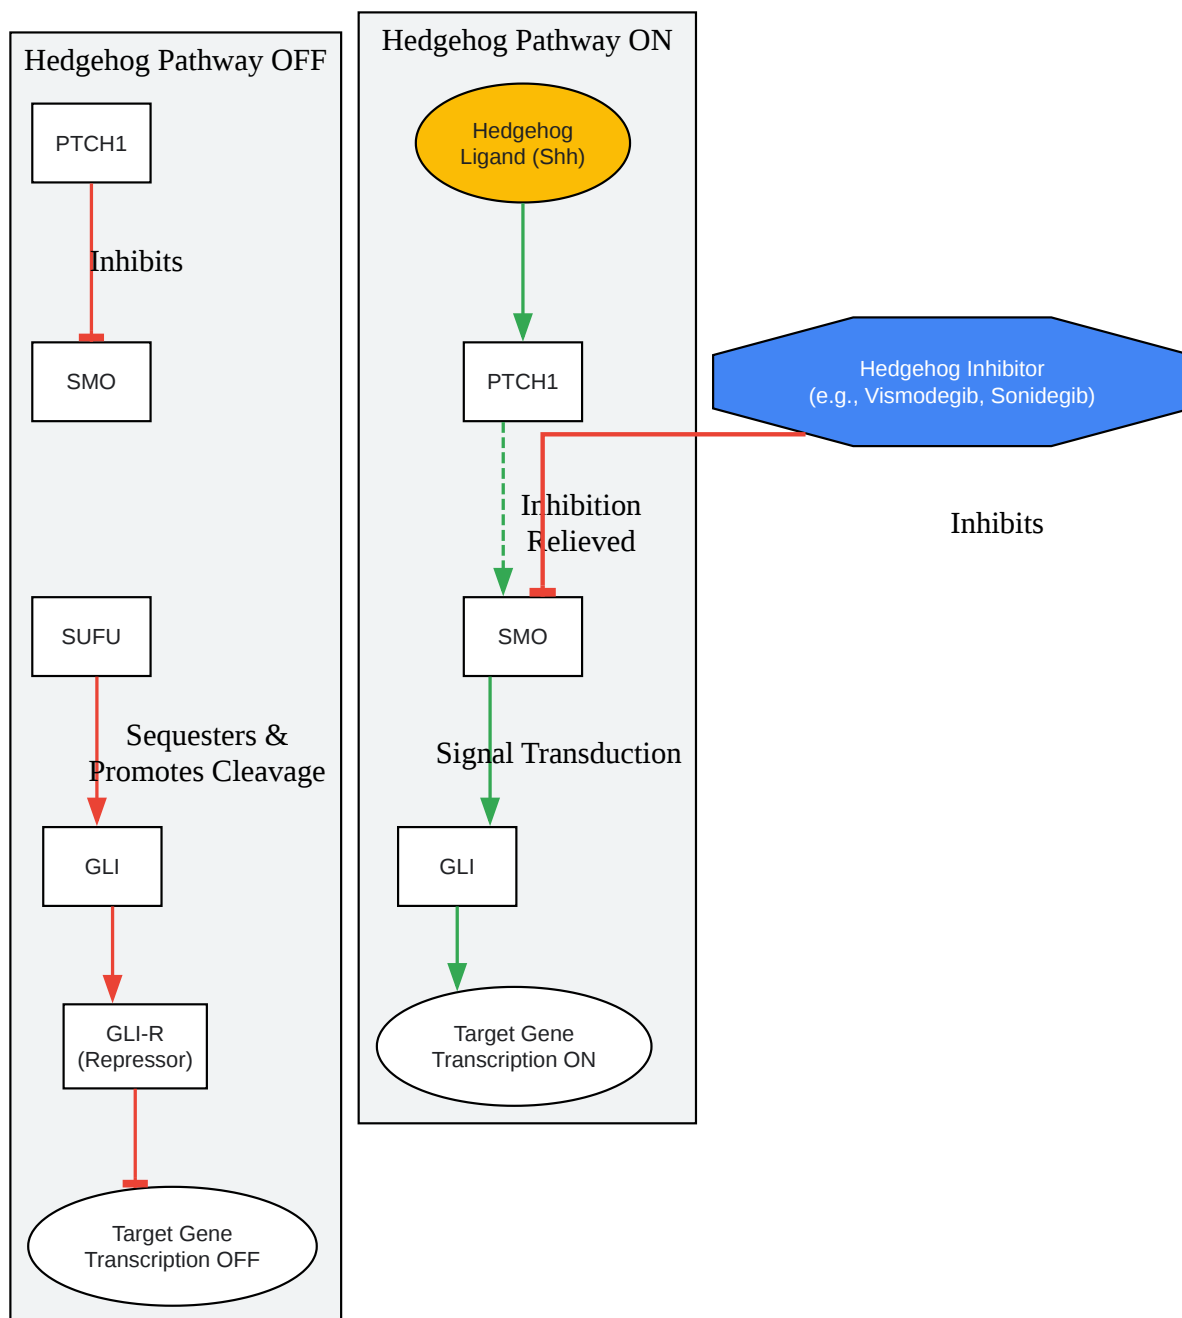 Hedgehog Pathway OFF
PTCH1
Inhibits
SMO
SUFU
Sequesters &
Promotes Cleavage
GLI
GLI-R
(Repressor)
Target Gene
Transcription OFF
Hedgehog Pathway ON
Hedgehog
Ligand (Shh)
PTCH1
Inhibition
Relieved
SMO
Signal Transduction
GLI
Target Gene
Transcription ON
Hedgehog Inhibitor
(e.g., Vismodegib, Sonidegib)
Inhibits